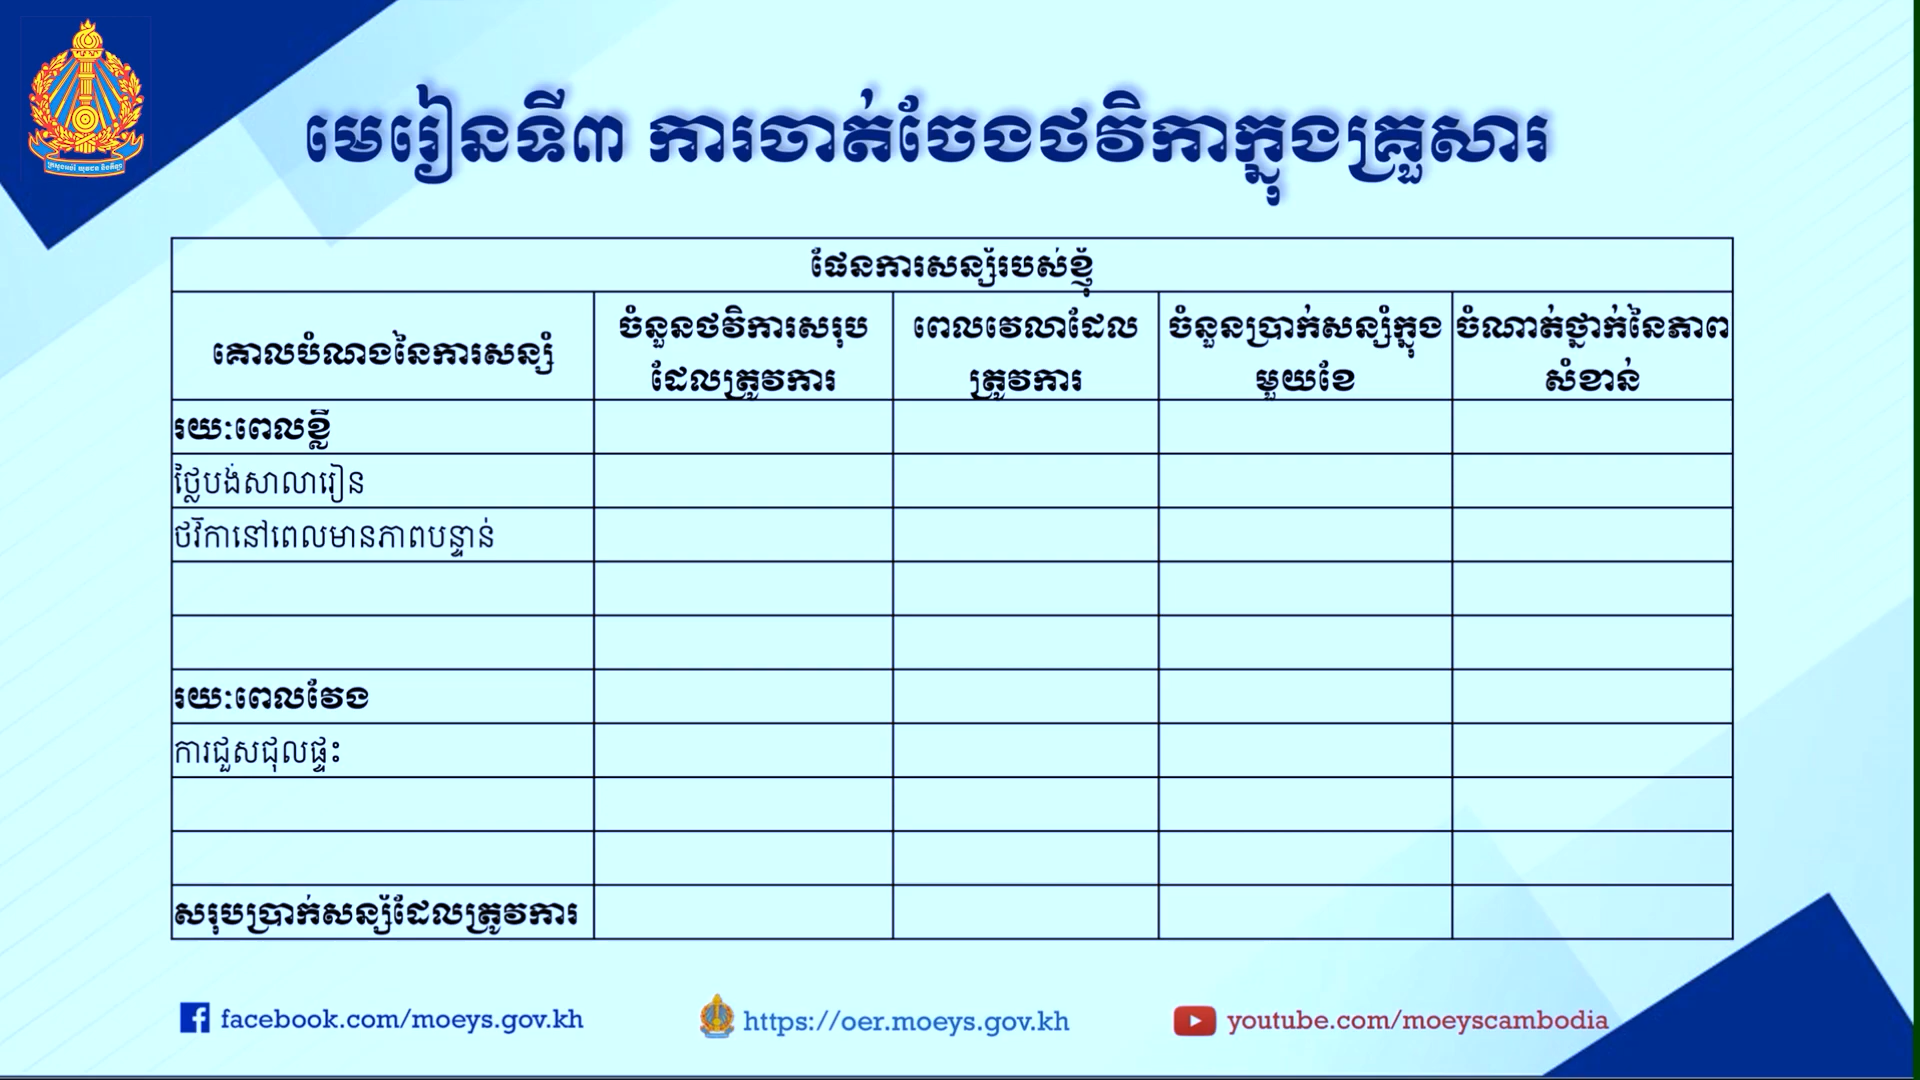 មេរៀនទី៣ ការចាត់ចែងថវិកាក្នុងគ្រួសារ
ផែនការសន្សំរបស់ខ្ញុំ
គោលបំណងនៃការសន្សំ
ចំនួនថវិការសរុប
ដែលត្រូវការ
ពេលវេលាដែល
ត្រូវការ
ចំនួនប្រាក់សន្សំក្នុង
មួយខែ
ចំណាត់ថ្នាក់នៃភាព
សំខាន់
រយៈពេលខ្លី
ថ្លៃបង់សាលារៀន
ថវិកានៅពេលមានភាពបន្ទាន់
រយៈពេលវែង
ការជួសជុលផ្ទះ
សរុបប្រាក់សន្សំដែលត្រូវការ
facebook.com/moeys.gov.kh
https://oer.moeys.gov.kh
youtube.com/moeyscambodia